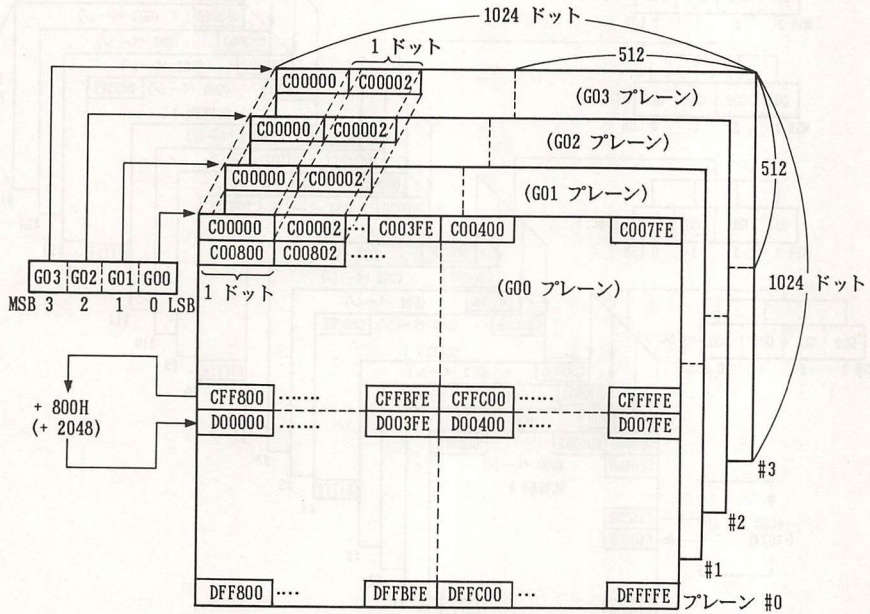 1024 ドット
1 ドット
512
C00000 C00002
(G03 プレーン)
C00000 C00002
(G02 プレーン)
512
C00000 C00002
(G01 プレーン)
C00000 C00002 ‥ C003FE C00400 C007FE
C00800 C00802 ……
G03 G02 G01 G00
MSB 3 2 1 0 LSB
1 ドット
(G00 プレーン)
1024 ドット
+ 800H
(+ 2048)
CFF800 …… CFFBFE CFFC00 …… CFFFFE
D00000 …… D003FE D00400 …… D007FE
#3
#2
#1
DFF800 ‥‥ DFFBFE DFFC00 … DFFFFE
プレーン #0